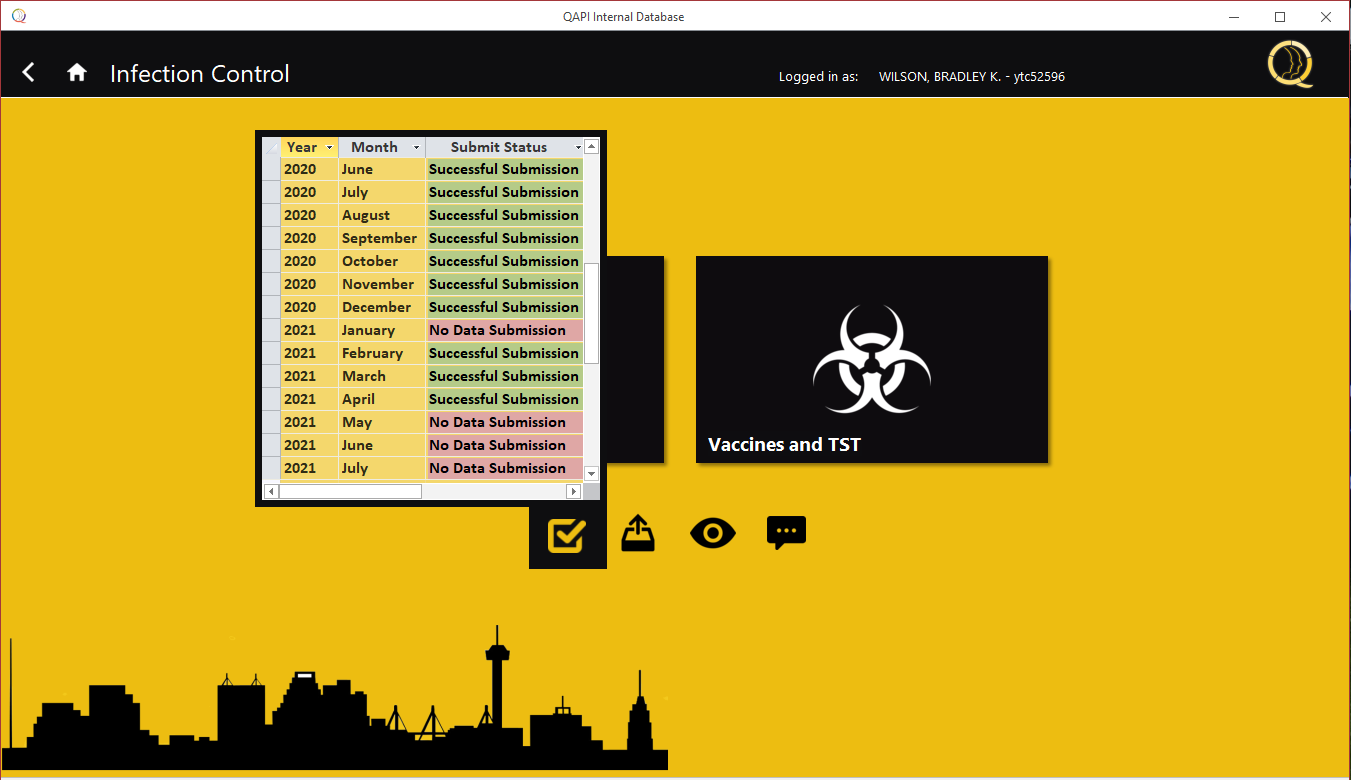 QAPI Internal Database
Infection Control
Logged in as: WILSON, BRADLEY K. - ytc52596
Year Month Submit Status
2020 June Successful Submission
2020 July Successful Submission
2020 August Successful Submission
2020 September Successful Submission
2020 October Successful Submission
2020 November Successful Submission
2020 December Successful Submission
2021 January No Data Submission
2021 February Successful Submission
2021 March Successful Submission
2021 April Successful Submission
2021 May No Data Submission
2021 June No Data Submission
2021 July No Data Submission
Vaccines and TST